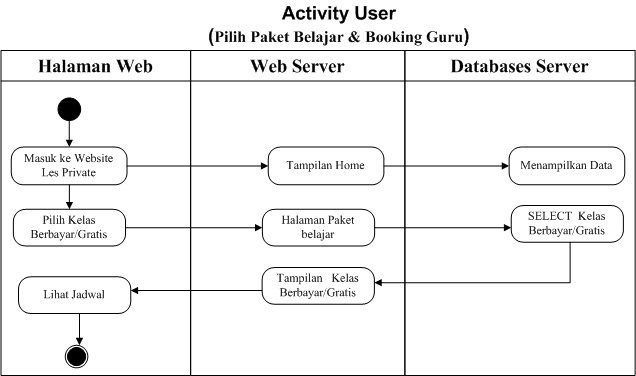 Activity User
(Pilih Paket Belajar & Booking Guru)
Halaman Web
Web Server
Databases Server
Masuk ke Website
Les Private
Tampilan Home
Menampilkan Data
Pilih Kelas
Berbayar/Gratis
Halaman Paket
belajar
SELECT Kelas
Berbayar/Gratis
Lihat Jadwal
Tampilan Kelas
Berbayar/Gratis